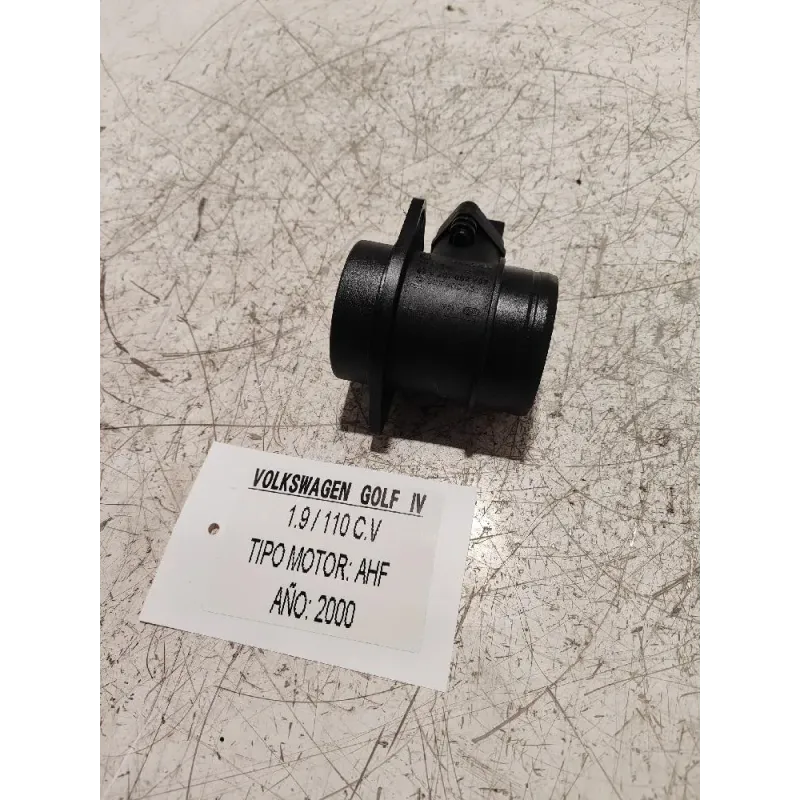 VOLKSWAGEN GOLF IV
1.9 / 110 C.V
TIPO MOTOR: AHF
AÑO: 2000